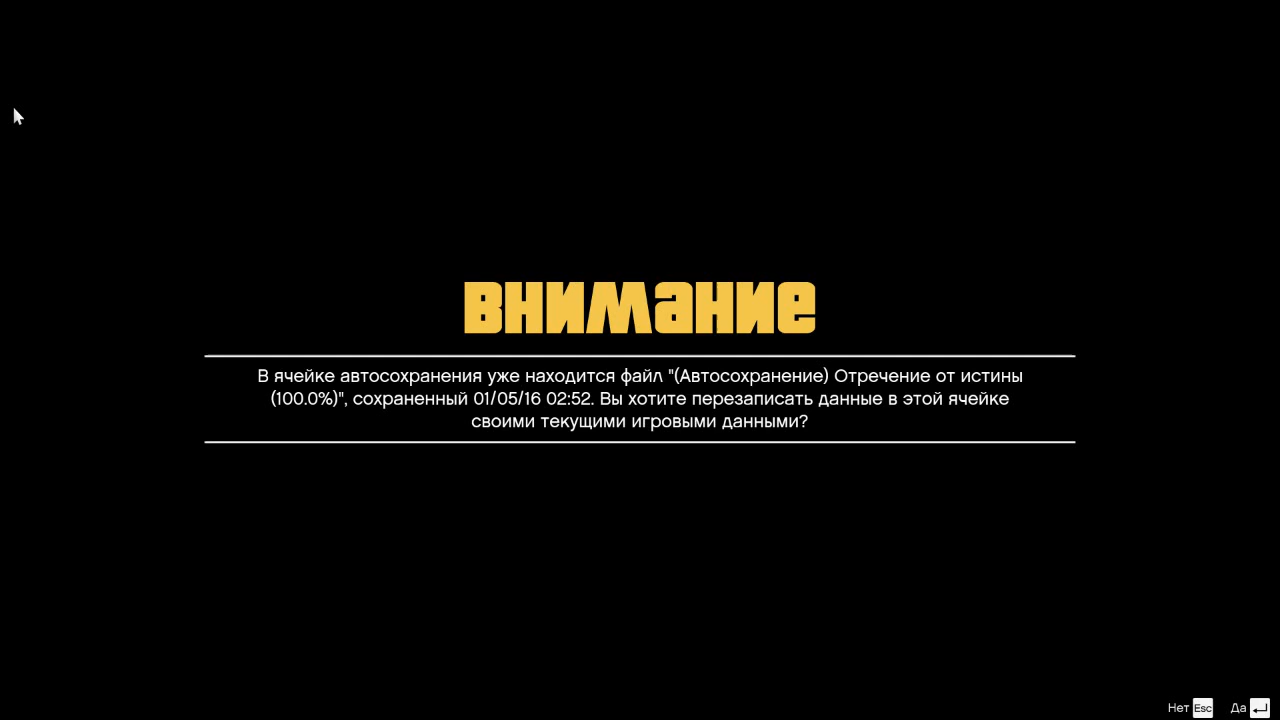 внимание
В ячейке автосохранения уже находится файл "(Автосохранение) Отречение от истины
(100.0%)", сохраненный 01/05/16 02:52. Вы хотите перезаписать данные в этой ячейке
своими текущими игровыми данными?
Нет Esc Да